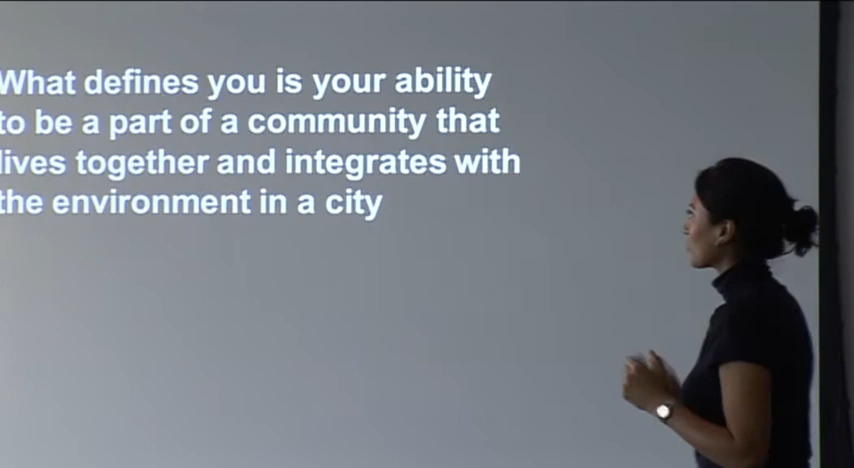 What defines you is your ability
to be a part of a community that
lives together and integrates with
the environment in a city